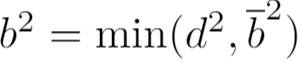 b² = min(d², b̅²)